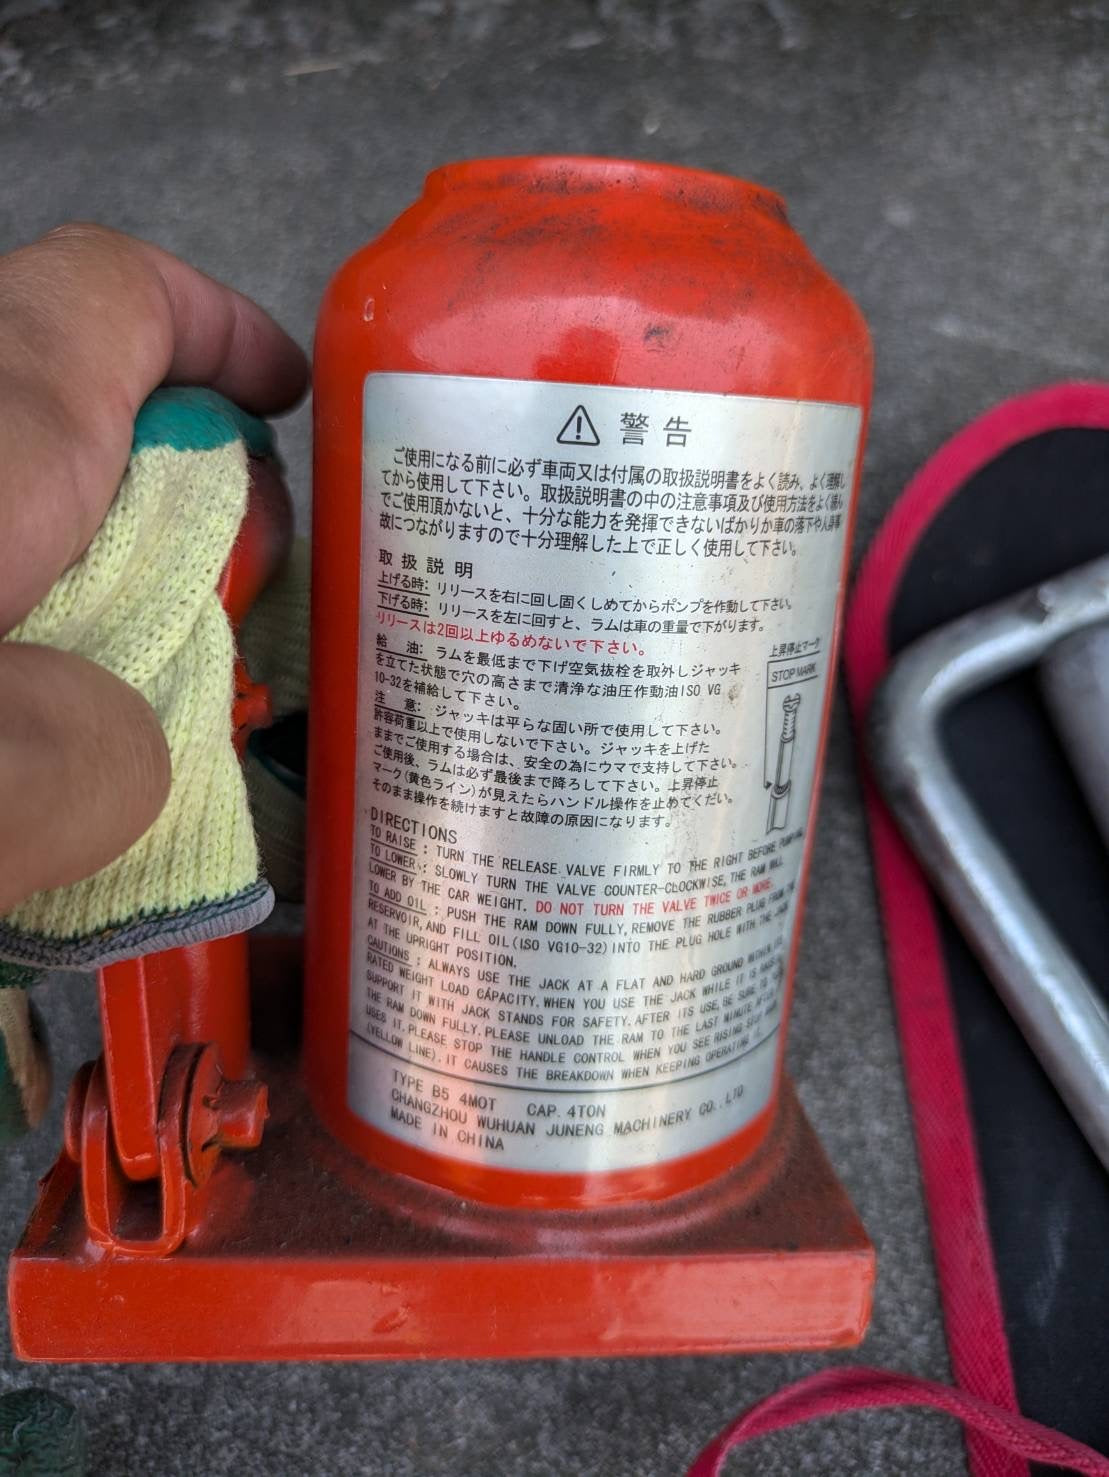 警告
ご使用になる前に必ず車両又は付属の取扱説明書をよく読み、よく理解し
てから使用して下さい。取扱説明書の中の注意事項及び使用方法をよく読ん
でご使用頂かないと、十分な能力を発揮できないばかりか車の落下や人身事
故につながりますので十分理解した上で正しく使用して下さい。
取扱説明
上げる時: リリースを右に回し固くしめてからポンプを作動して下さい。
下げる時: リリースを左に回すと、ラムは車の重量で下がります。
リリースは2回以上ゆるめないで下さい。
給 油: ラムを最低まで下げ空気抜栓を取外しジャッキ
を立てた状態で穴の高さまで清浄な油圧作動油ISO VG
10-32を補給して下さい。
注 意: ジャッキは平らな固い所で使用して下さい。
許容荷重以上で使用しないで下さい。ジャッキを上げた
ままでご使用する場合は、安全の為にウマで支持して下さい。
ご使用後、ラムは必ず最後まで降ろして下さい。上昇停止
マーク(黄色ライン)が見えたらハンドル操作を止めてくだい。
そのまま操作を続けますと故障の原因になります。
上昇停止マーク
STOP MARK
DIRECTIONS
TO RAISE : TURN THE RELEASE VALVE FIRMLY TO THE RIGHT BEFORE
TO LOWER : SLOWLY TURN THE VALVE COUNTER-CLOCKWISE, THE RAM WILL
LOWER BY THE CAR WEIGHT. DO NOT TURN THE VALVE TWICE OR MORE.
TO ADD OIL : PUSH THE RAM DOWN FULLY, REMOVE THE RUBBER PLUG FROM THE
RESERVOIR, AND FILL OIL(ISO VG10-32)INTO THE PLUG HOLE WITH THE JACK
AT THE UPRIGHT POSITION.
CAUTIONS : ALWAYS USE THE JACK AT A FLAT AND HARD GROUND WITHIN
RATED WEIGHT LOAD CAPACITY. WHEN YOU USE THE JACK WHILE IT IS
SUPPORT IT WITH JACK STANDS FOR SAFETY. AFTER ITS USE, BE SURE TO
THE RAM DOWN FULLY. PLEASE UNLOAD THE RAM TO THE LAST MINUTE AFTER
USES IT. PLEASE STOP THE HANDLE CONTROL WHEN YOU SEE RISING STOP
(YELLOW LINE). IT CAUSES THE BREAKDOWN WHEN KEEPING OPERATING IT.
TYPE B5 4MOT CAP. 4TON
CHANGZHOU WUHUAN JUNENG MACHINERY CO.,LTD
MADE IN CHINA